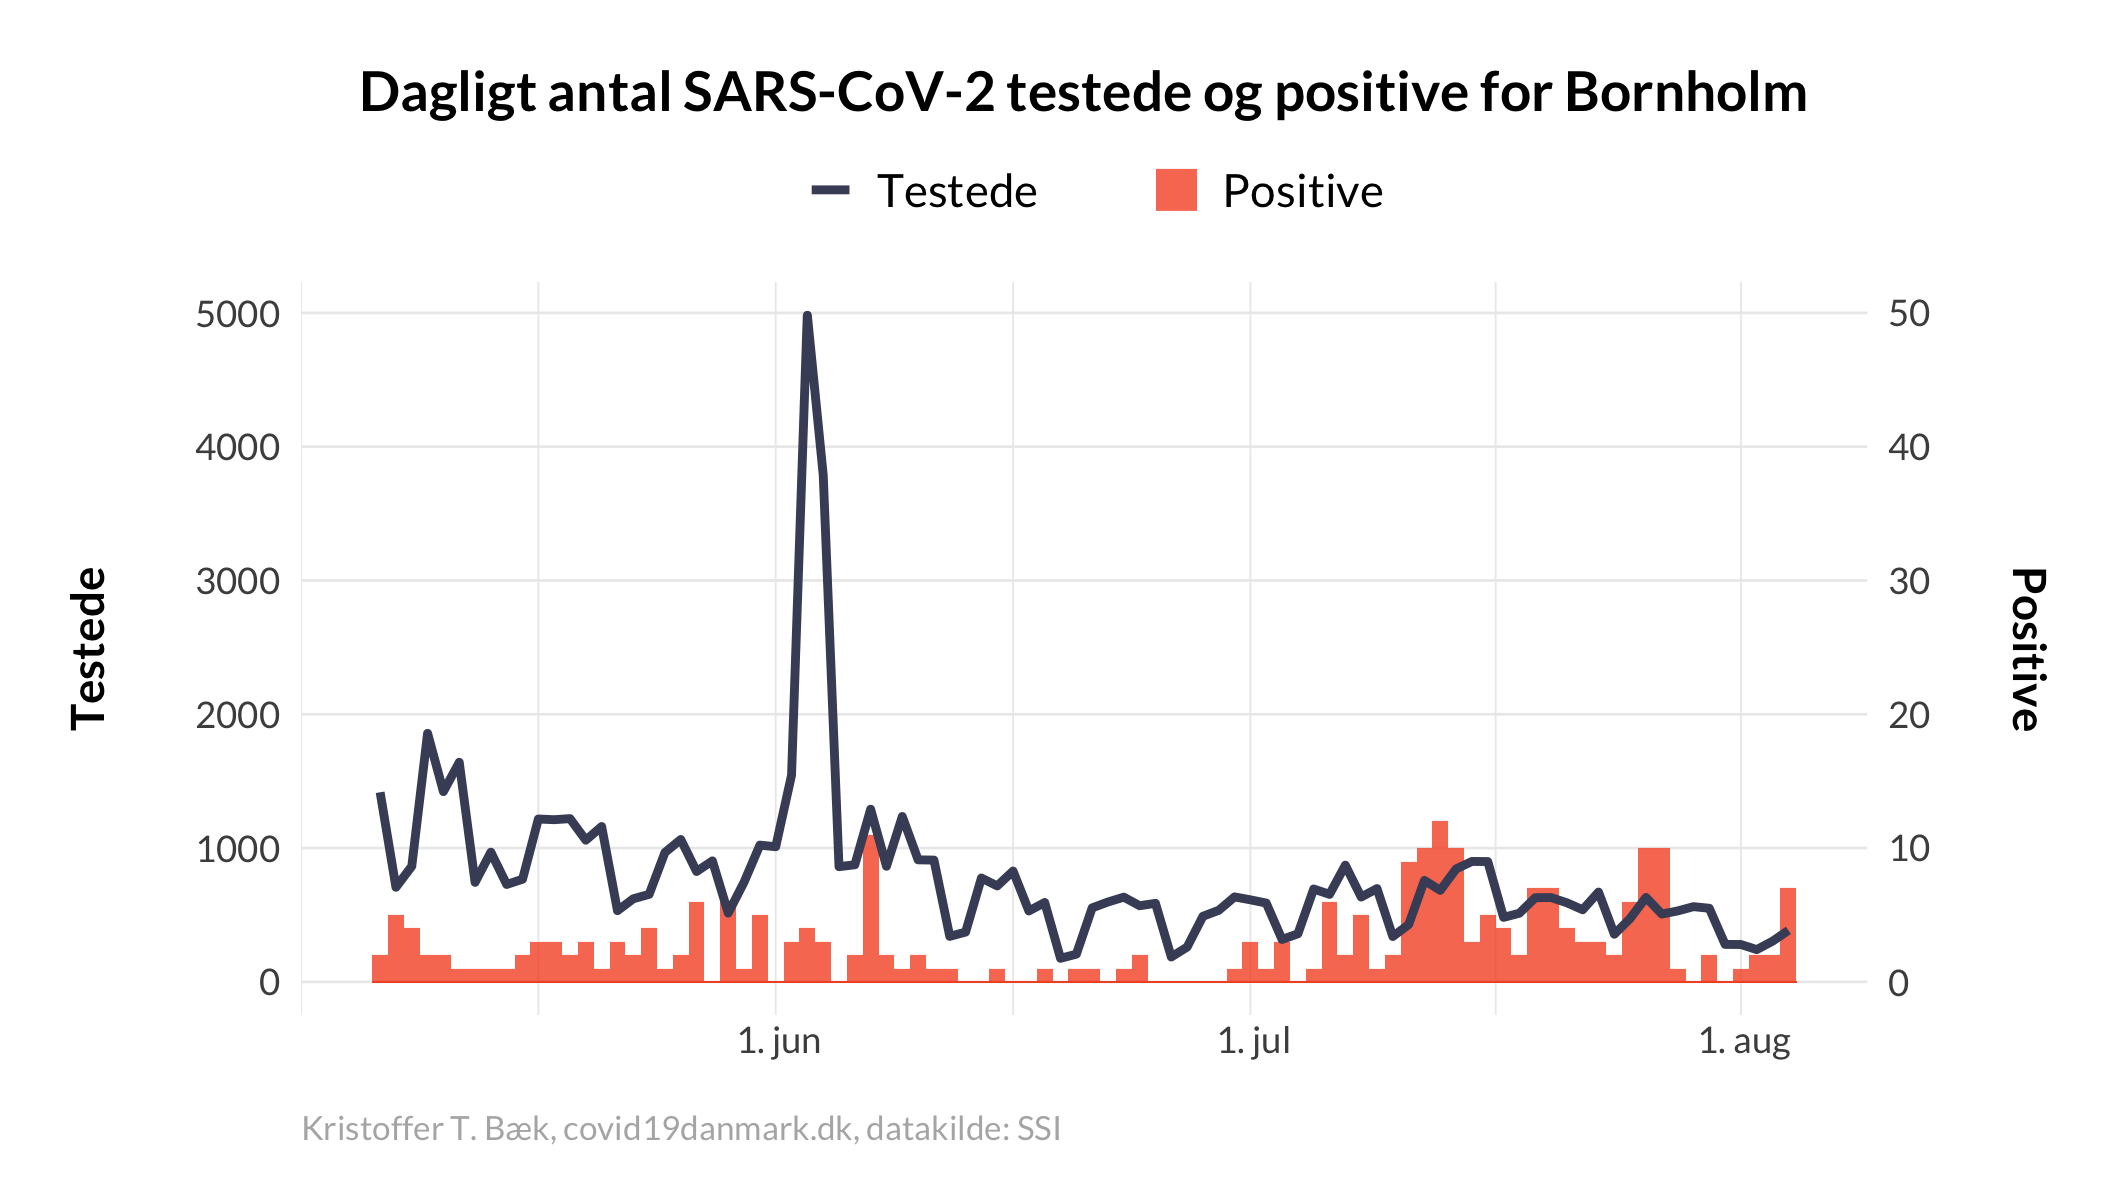 Dagligt antal SARS-CoV-2 testede og positive for Bornholm
Testede
Positive
5000
4000
3000
2000
1000
0
50
40
30
20
10
0
Testede
Positive
1. jun
1. jul
1. aug
Kristoffer T. Bæk, covid19danmark.dk, datakilde: SSI